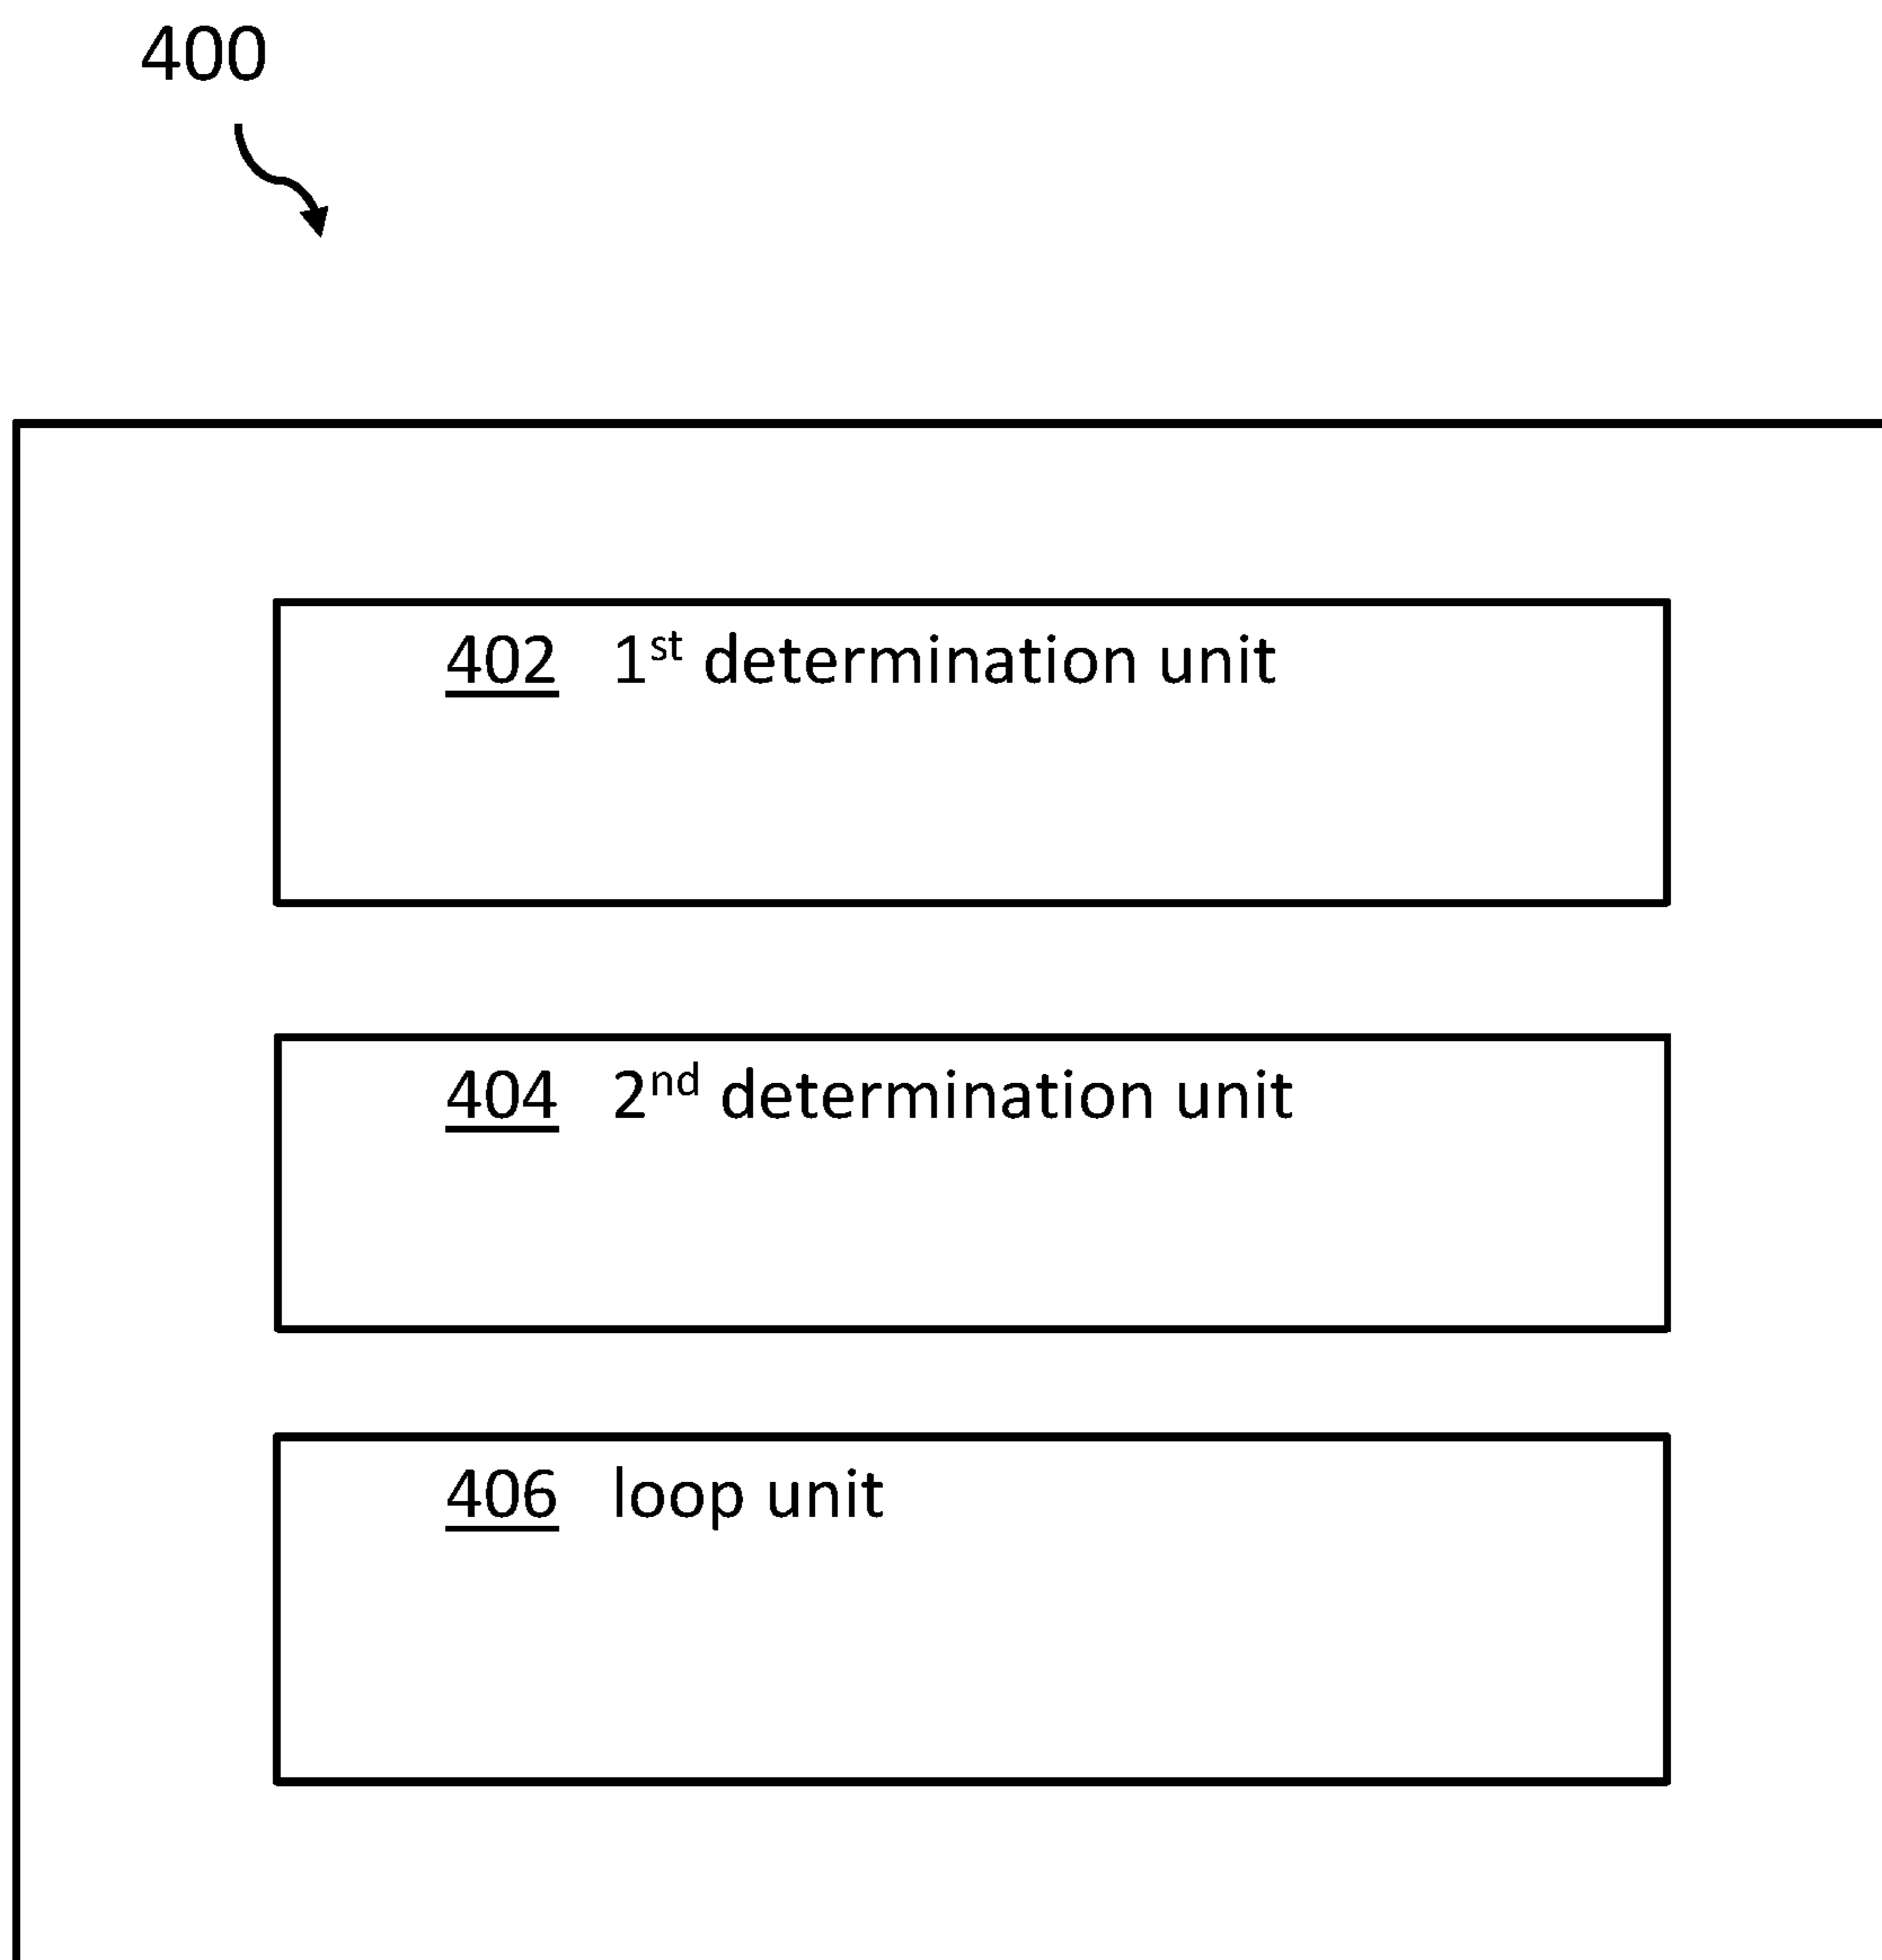 400
402 1st determination unit
404 2nd determination unit
406 loop unit